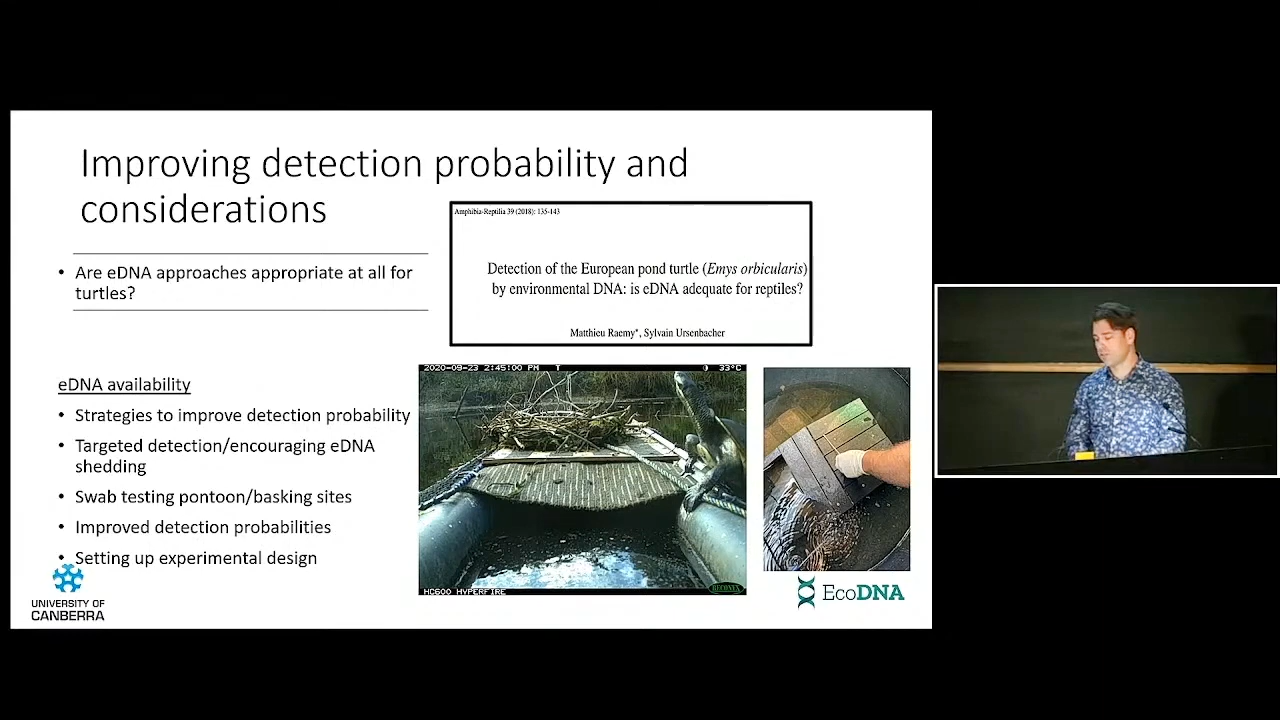 Improving detection probability and
considerations
Amphibia-Reptilia 39 (2018): 135-143
Detection of the European pond turtle (Emys orbicularis)
by environmental DNA: is eDNA adequate for reptiles?
Matthieu Raemy*, Sylvain Ursenbacher
• Are eDNA approaches appropriate at all for
turtles?
eDNA availability
• Strategies to improve detection probability
• Targeted detection/encouraging eDNA
shedding
• Swab testing pontoon/basking sites
• Improved detection probabilities
• Setting up experimental design
2020-09-23 2:45:00 PM T 33°C
HC600 HYPERFIRE
RECONYX
UNIVERSITY OF
CANBERRA
EcoDNA